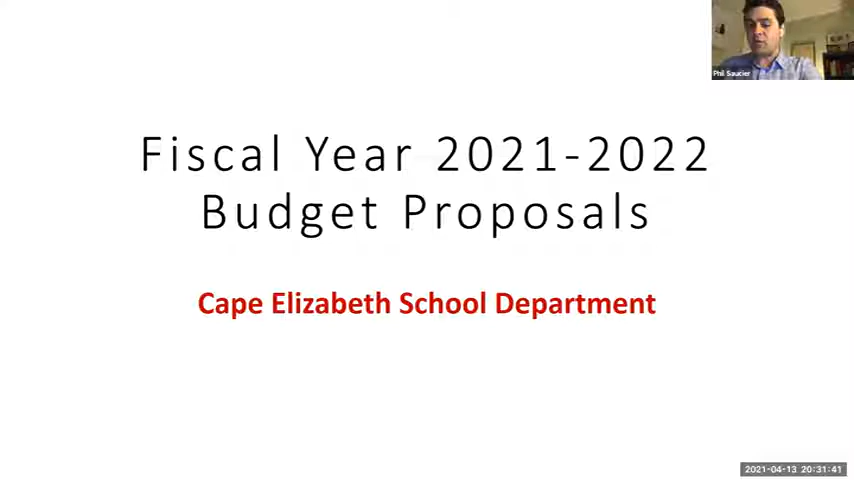 Phil Saucier
Fiscal Year 2021-2022
Budget Proposals
Cape Elizabeth School Department
2021-04-13 20:31:41